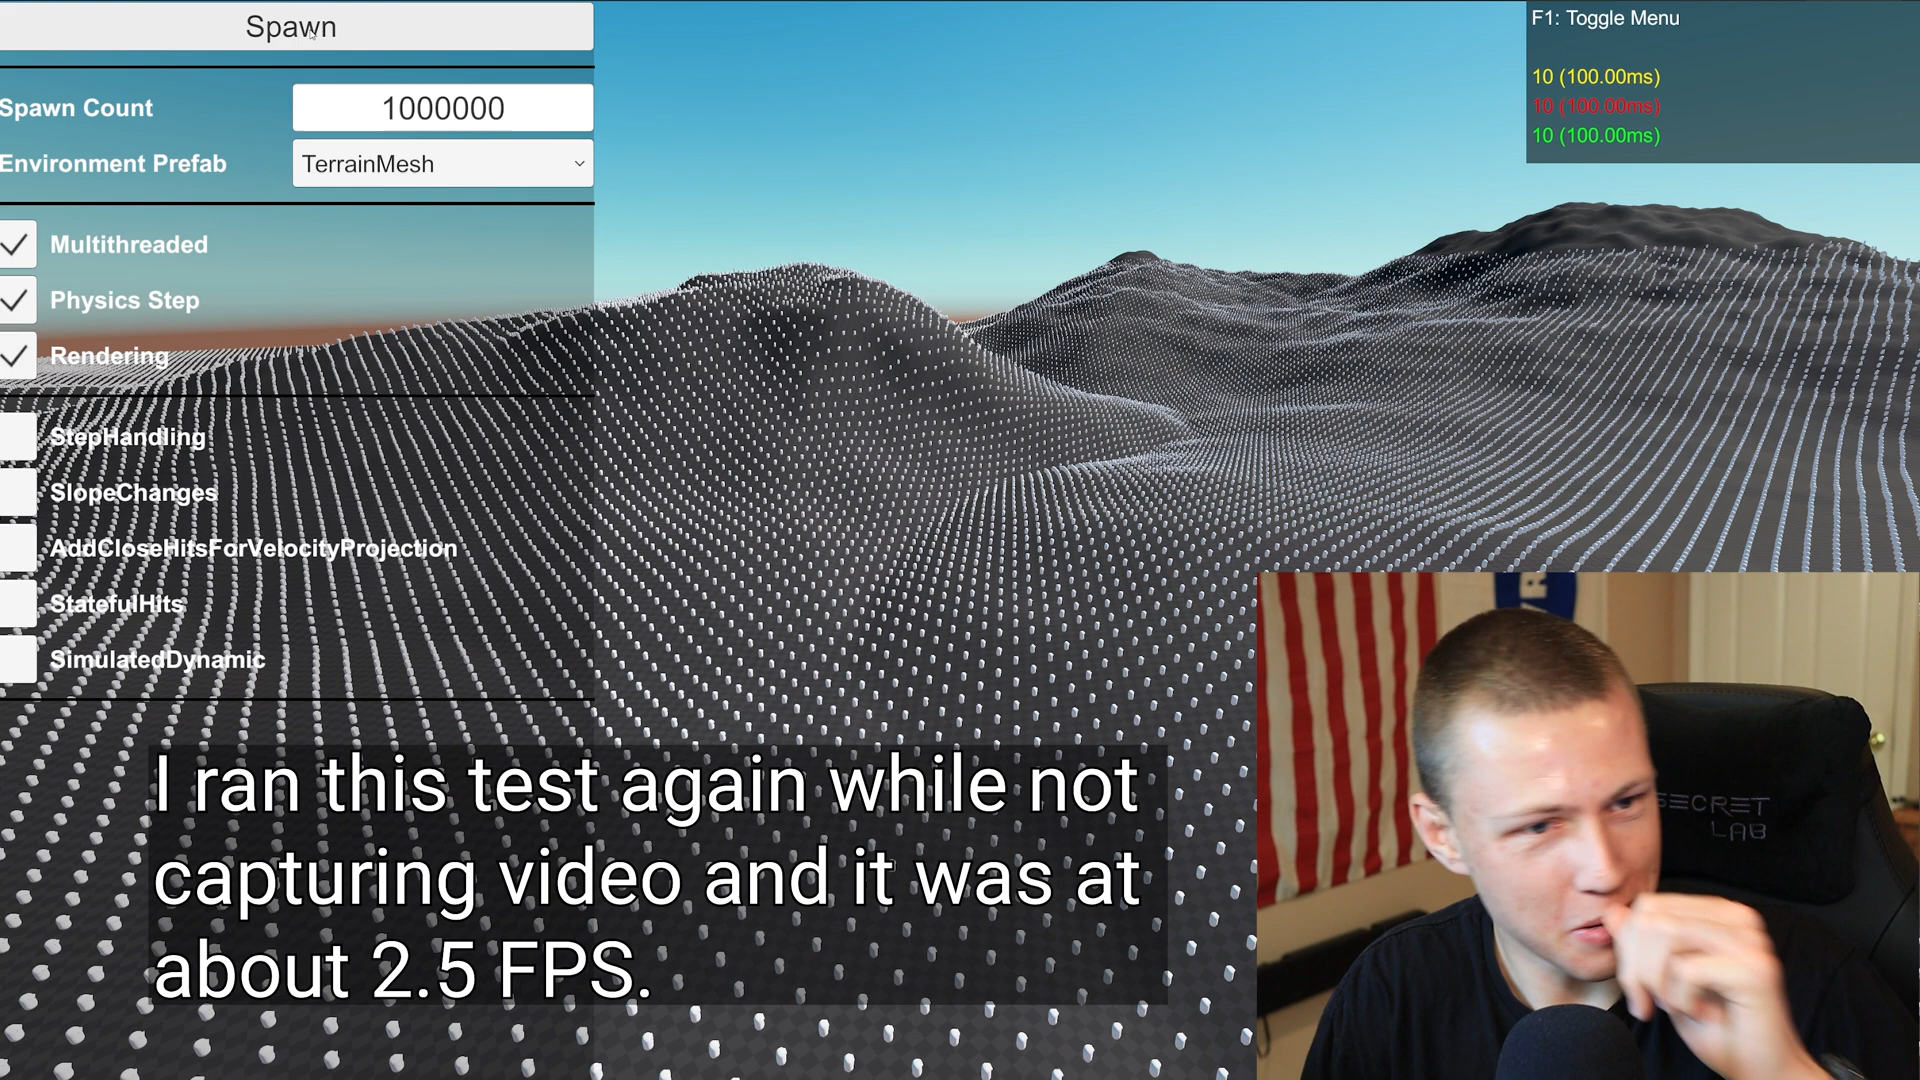 Spawn
Spawn Count
1000000
Environment Prefab
TerrainMesh
Multithreaded
Physics Step
Rendering
StepHandling
SlopeChanges
AddCloseHitsForVelocityProjection
StatefulHits
SimulatedDynamic
F1: Toggle Menu
10 (100.00ms)
10 (100.00ms)
10 (100.00ms)
I ran this test again while not
capturing video and it was at
about 2.5 FPS.
SECRET
LAB